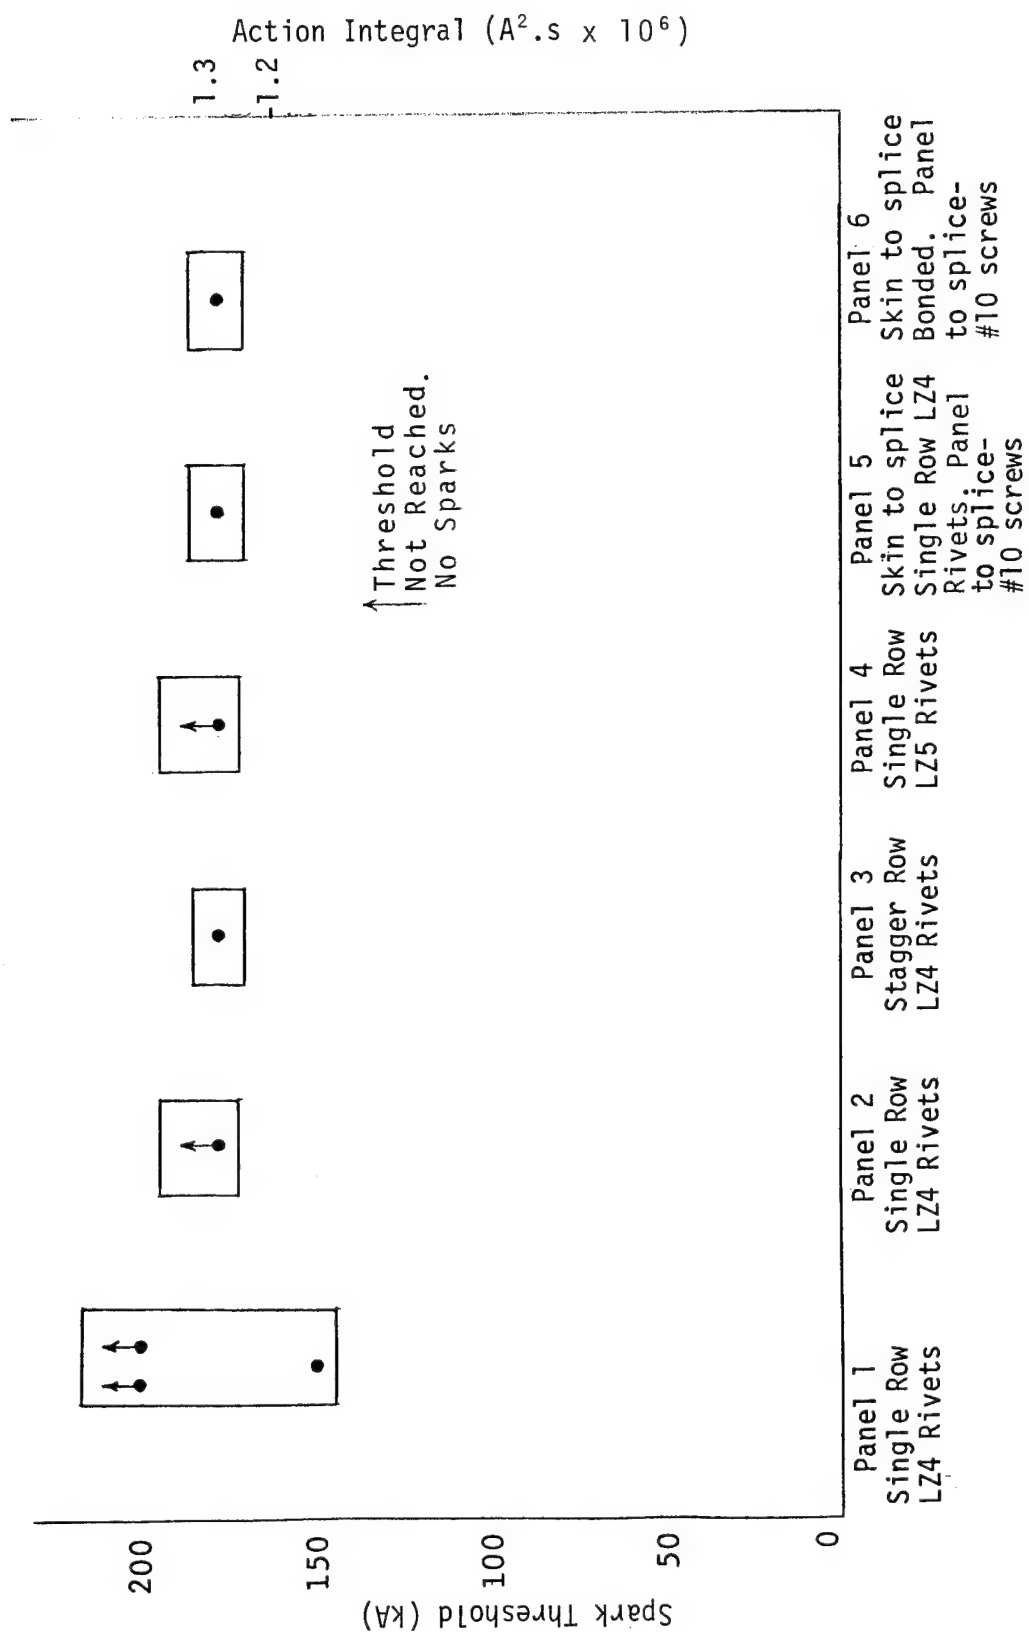 Action Integral (A².s x 10⁶)
1.3
1.2
Spark Threshold (kA)
200
150
100
50
0
Threshold
Not Reached.
No Sparks
Panel 1
Single Row
LZ4 Rivets
Panel 2
Single Row
LZ4 Rivets
Panel 3
Stagger Row
LZ4 Rivets
Panel 4
Single Row
LZ5 Rivets
Panel 5
Skin to splice
Single Row LZ4
Rivets. Panel
to splice-
#10 screws
Panel 6
Skin to splice
Bonded. Panel
to splice-
#10 screws